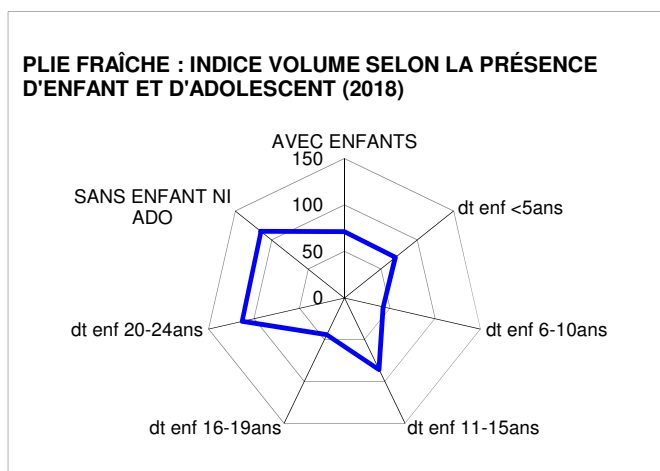 PLIE FRAÎCHE : INDICE VOLUME SELON LA PRÉSENCE
D'ENFANT ET D'ADOLESCENT (2018)
AVEC ENFANTS
150
SANS ENFANT NI
ADO
dt enf <5ans
100
50
0
dt enf 20-24ans
dt enf 6-10ans
dt enf 16-19ans
dt enf 11-15ans